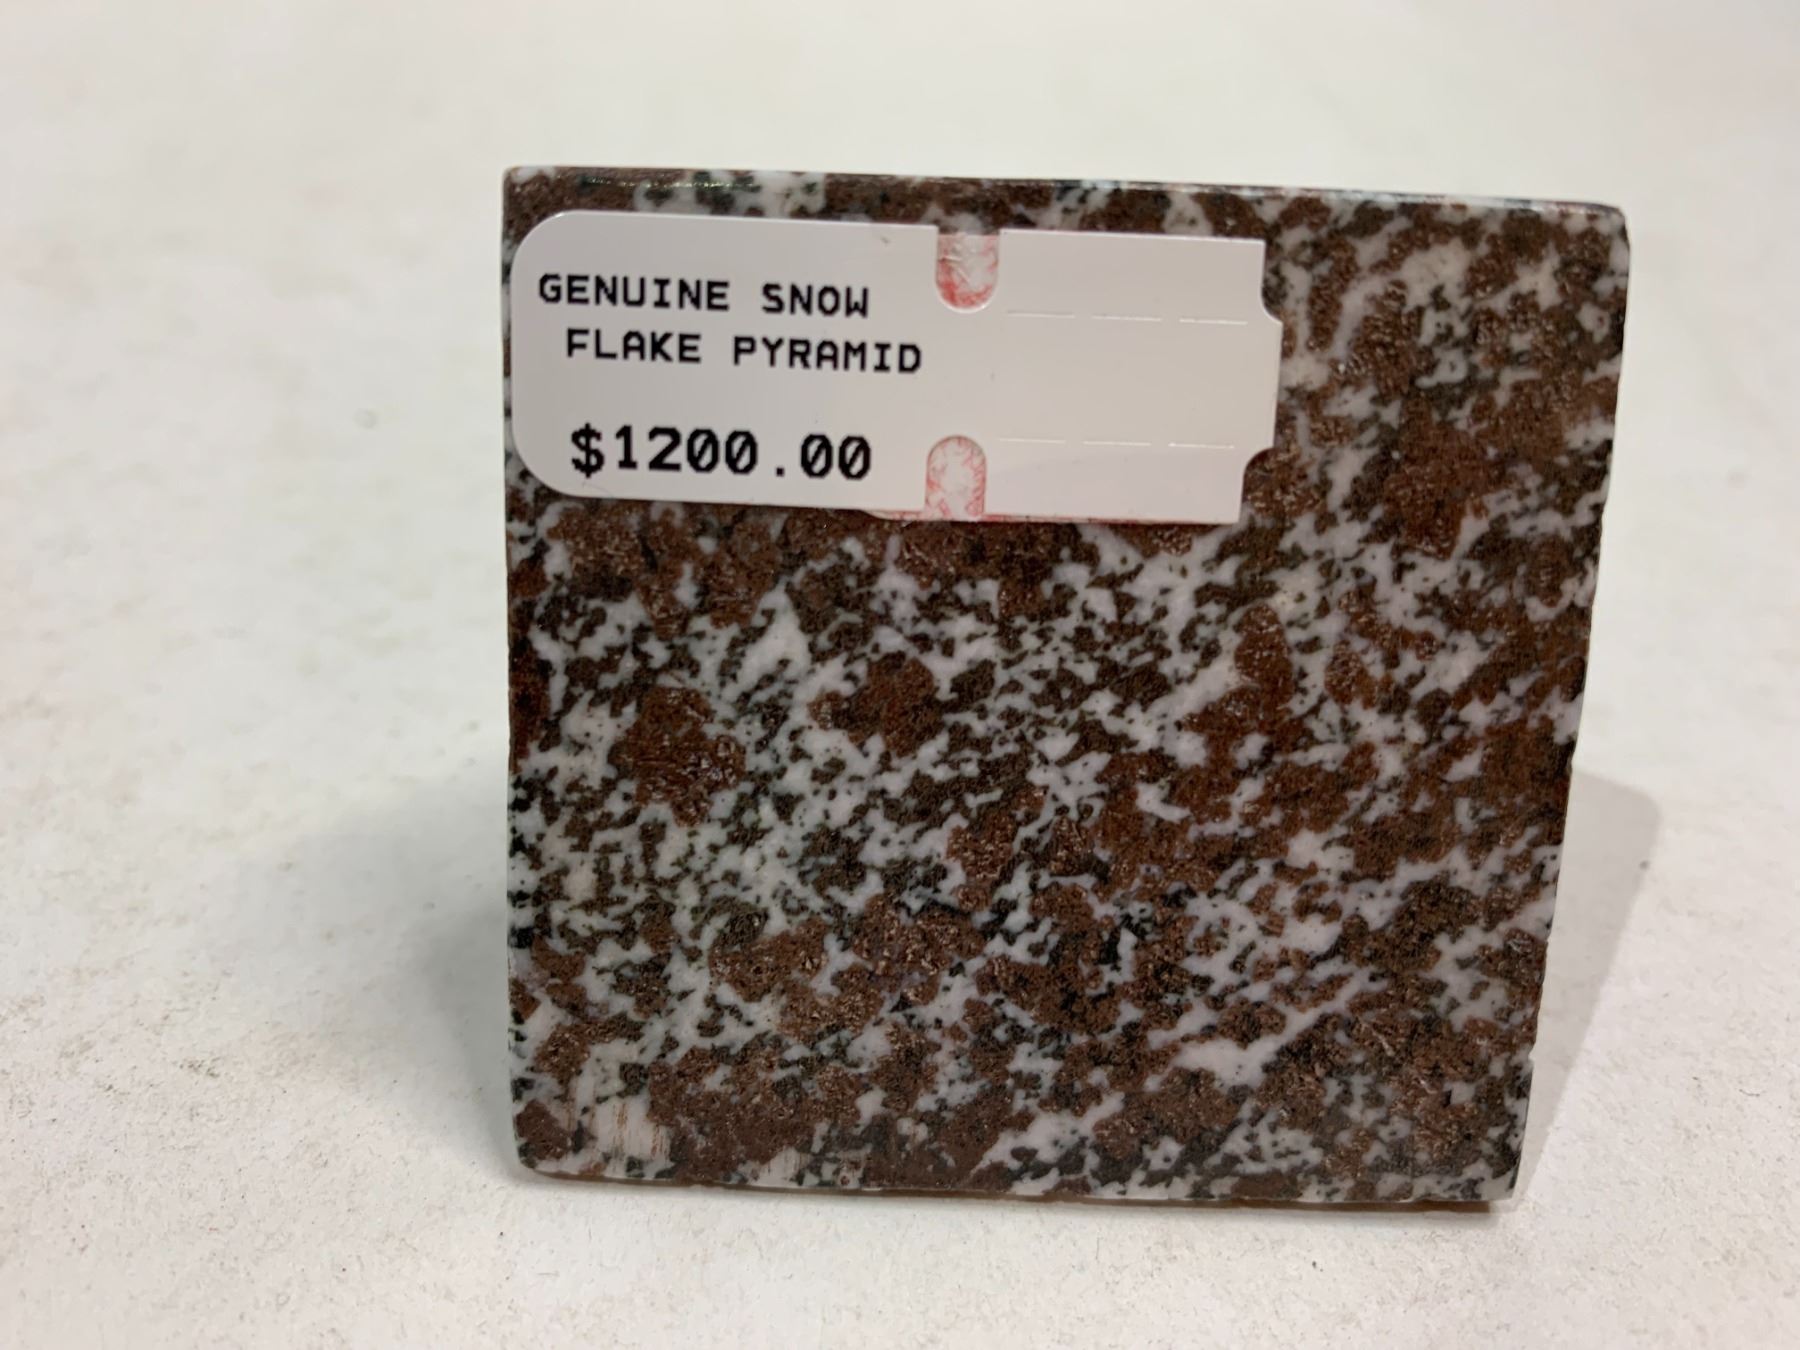 GENUINE SNOW
FLAKE PYRAMID
$1200.00